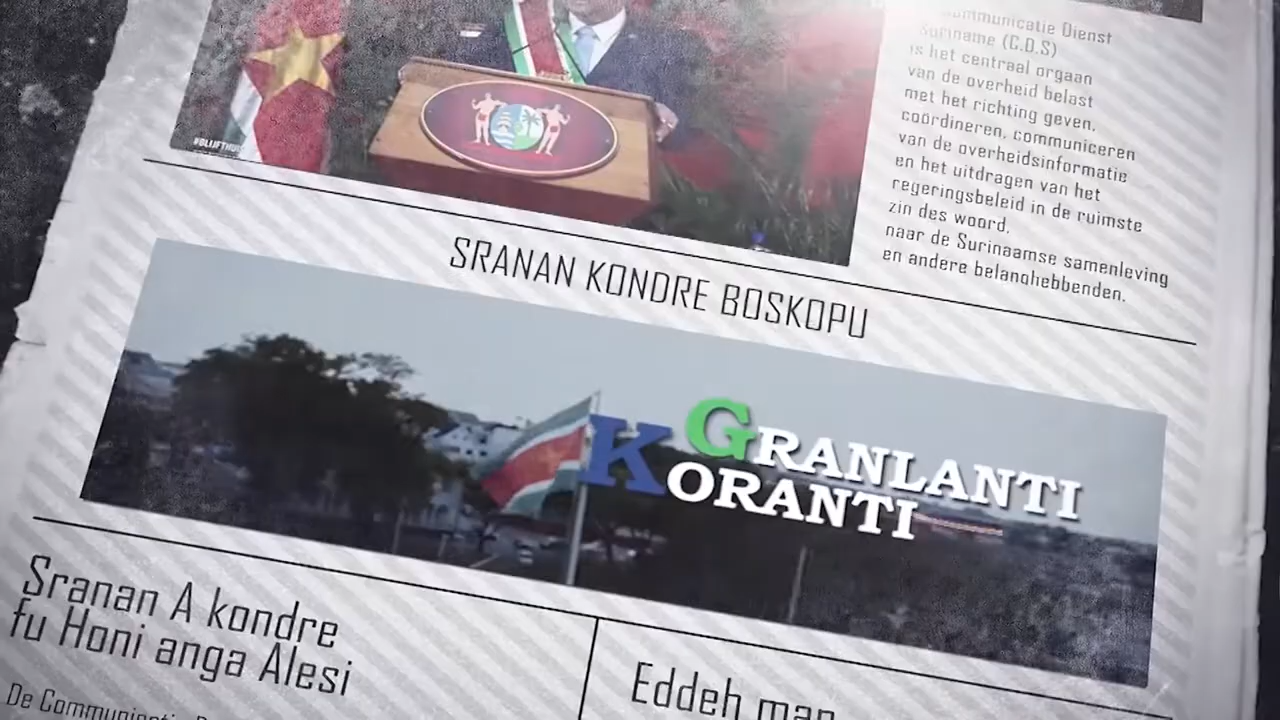 Communicatie Dienst
Suriname (C.D.S)
is het centraal orgaan
van de overheid belast
met het richting geven,
coördineren, communiceren
van de overheidsinformatie
en het uitdragen van het
regeringsbeleid in de ruimste
zin des woord,
naar de Surinaamse samenleving
en andere belanghebbenden.
SRANAN KONDRE BOSKOPU
GRANLANTI
KORANTI
Sranan A kondre
fu Honi anga Alesi
Eddeh man
De Communicatie